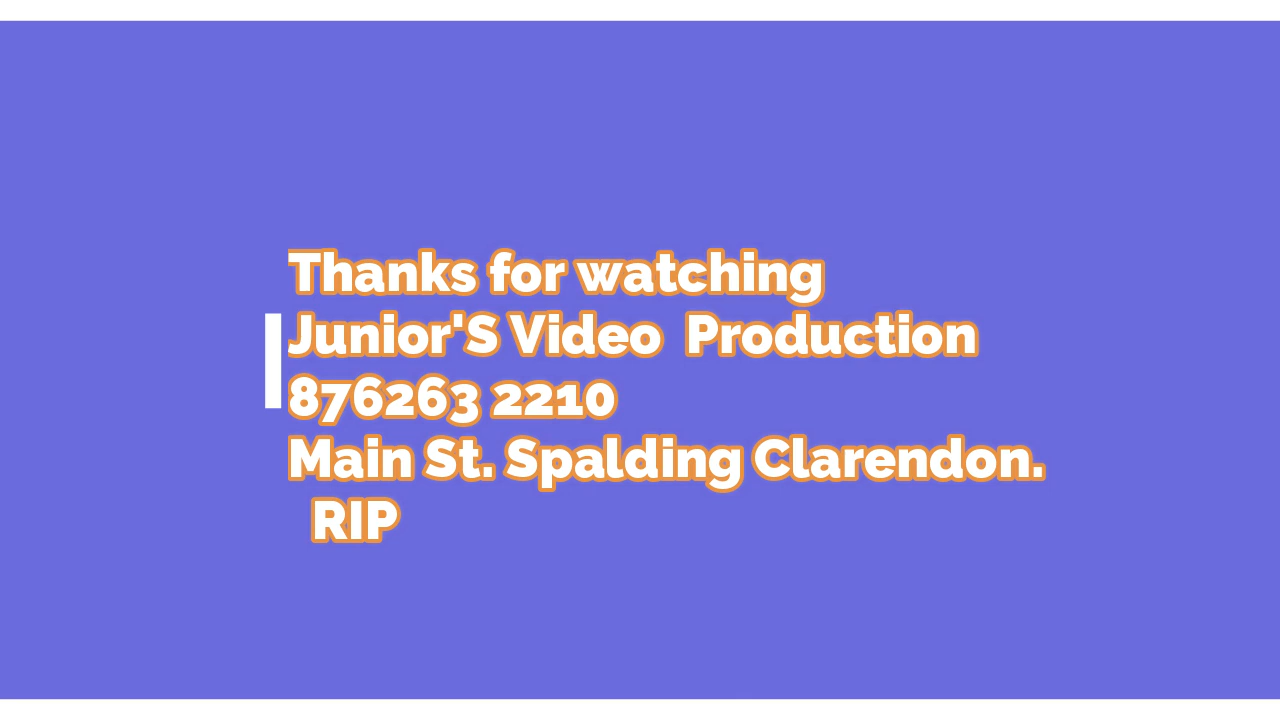 Thanks for watching
Junior'S Video  Production
876263 2210
Main St. Spalding Clarendon.
RIP